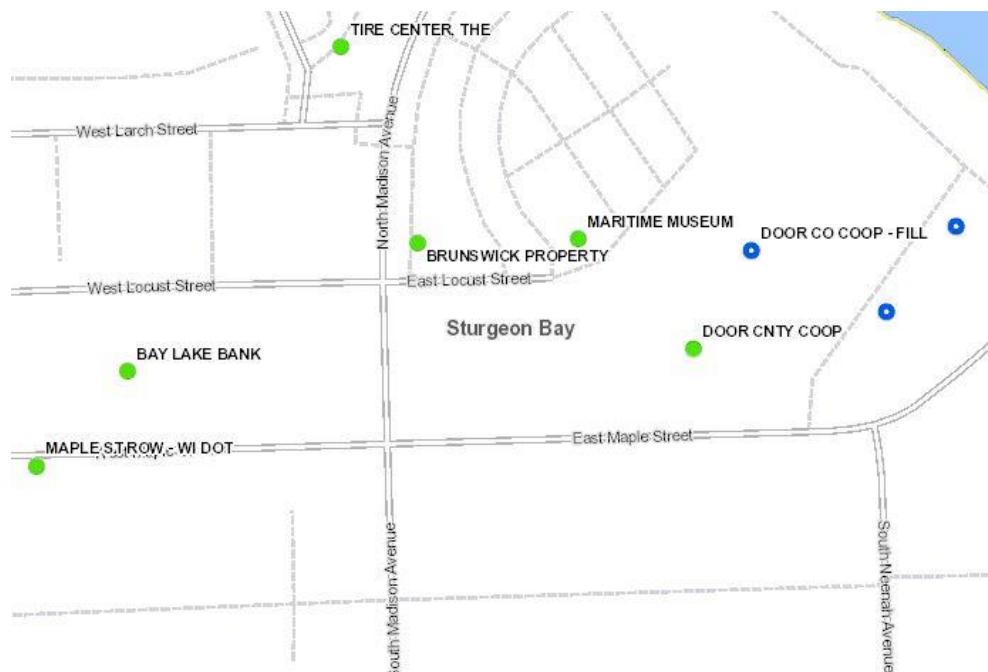 TIRE CENTER, THE
West Larch Street
North Madison Avenue
MARITIME MUSEUM
DOOR CO COOP - FILL
BRUNSWICK PROPERTY
East Locust Street
West Locust Street
Sturgeon Bay
DOOR CNTY COOP
BAY LAKE BANK
East Maple Street
MAPLE ST ROW - WI DOT
South Madison Avenue
South Neenah Avenue